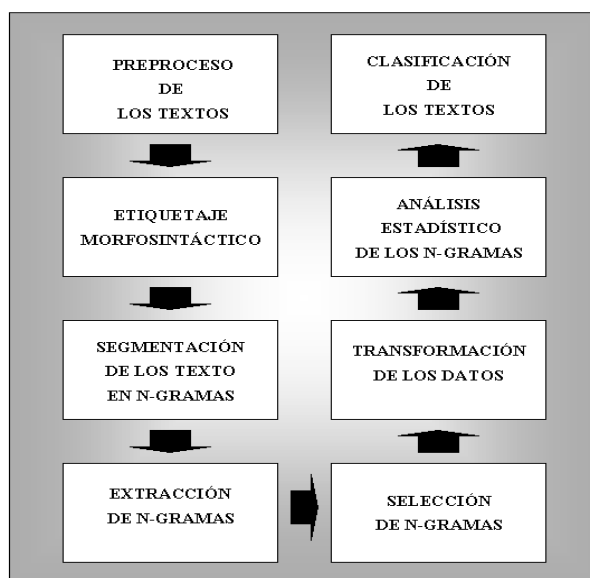 PREPROCESO
DE
LOS TEXTOS
ETIQUETAJE
MORFOSINTÁCTICO
SEGMENTACIÓN
DE LOS TEXTO
EN N-GRAMAS
EXTRACCIÓN
DE N-GRAMAS
SELECCIÓN
DE N-GRAMAS
TRANSFORMACIÓN
DE LOS DATOS
ANÁLISIS
ESTADÍSTICO
DE LOS N-GRAMAS
CLASIFICACIÓN
DE
LOS TEXTOS